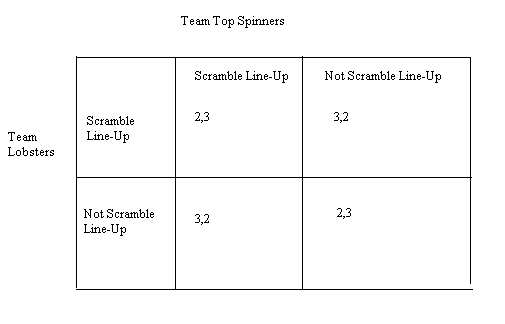 Team Top Spinners
Scramble Line-Up
Not Scramble Line-Up
Team
Lobsters
Scramble
Line-Up
2,3
3,2
Not Scramble
Line-Up
3,2
2,3